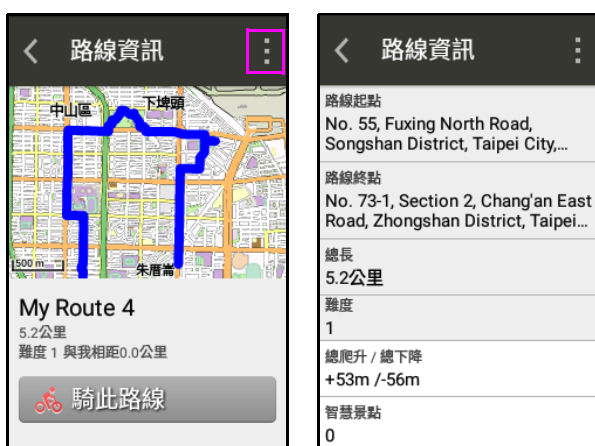 路線資訊
中山區
下埤頭
500 m
朱厝崙
My Route 4
5.2公里
難度 1 與我相距0.0公里
騎此路線
路線資訊
路線起點
No. 55, Fuxing North Road,
Songshan District, Taipei City,...
路線終點
No. 73-1, Section 2, Chang'an East
Road, Zhongshan District, Taipei...
總長
5.2公里
難度
1
總爬升 / 總下降
+53m /-56m
智慧景點
0